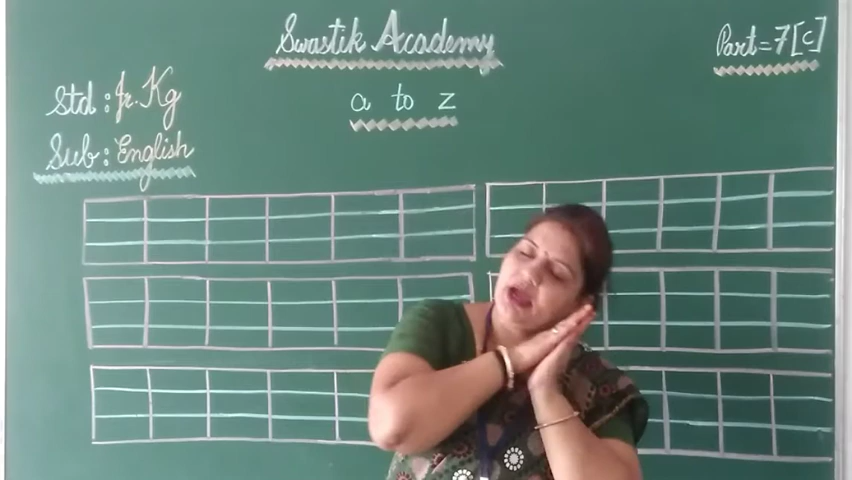 Swastik Academy
Part=7[c]
a to z
Std: Jr. Kg
Sub: English